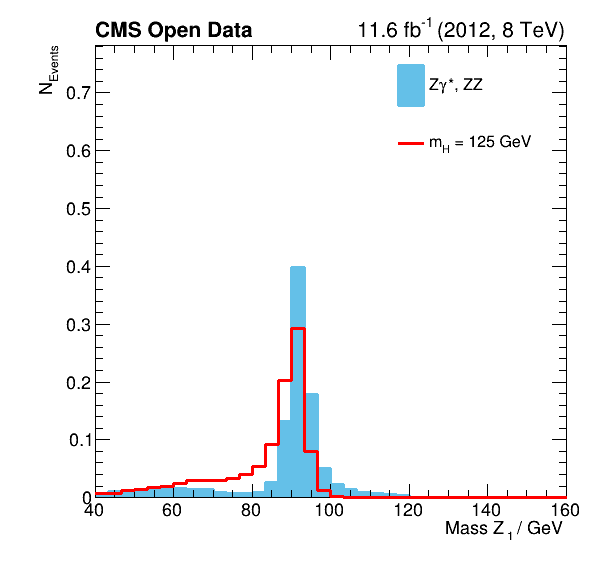 CMS Open Data 11.6 fb-1 (2012, 8 TeV)
NEvents
Zγ*, ZZ
mH = 125 GeV
0.7
0.6
0.5
0.4
0.3
0.2
0.1
0
40 60 80 100 120 140 160
Mass Z1 / GeV